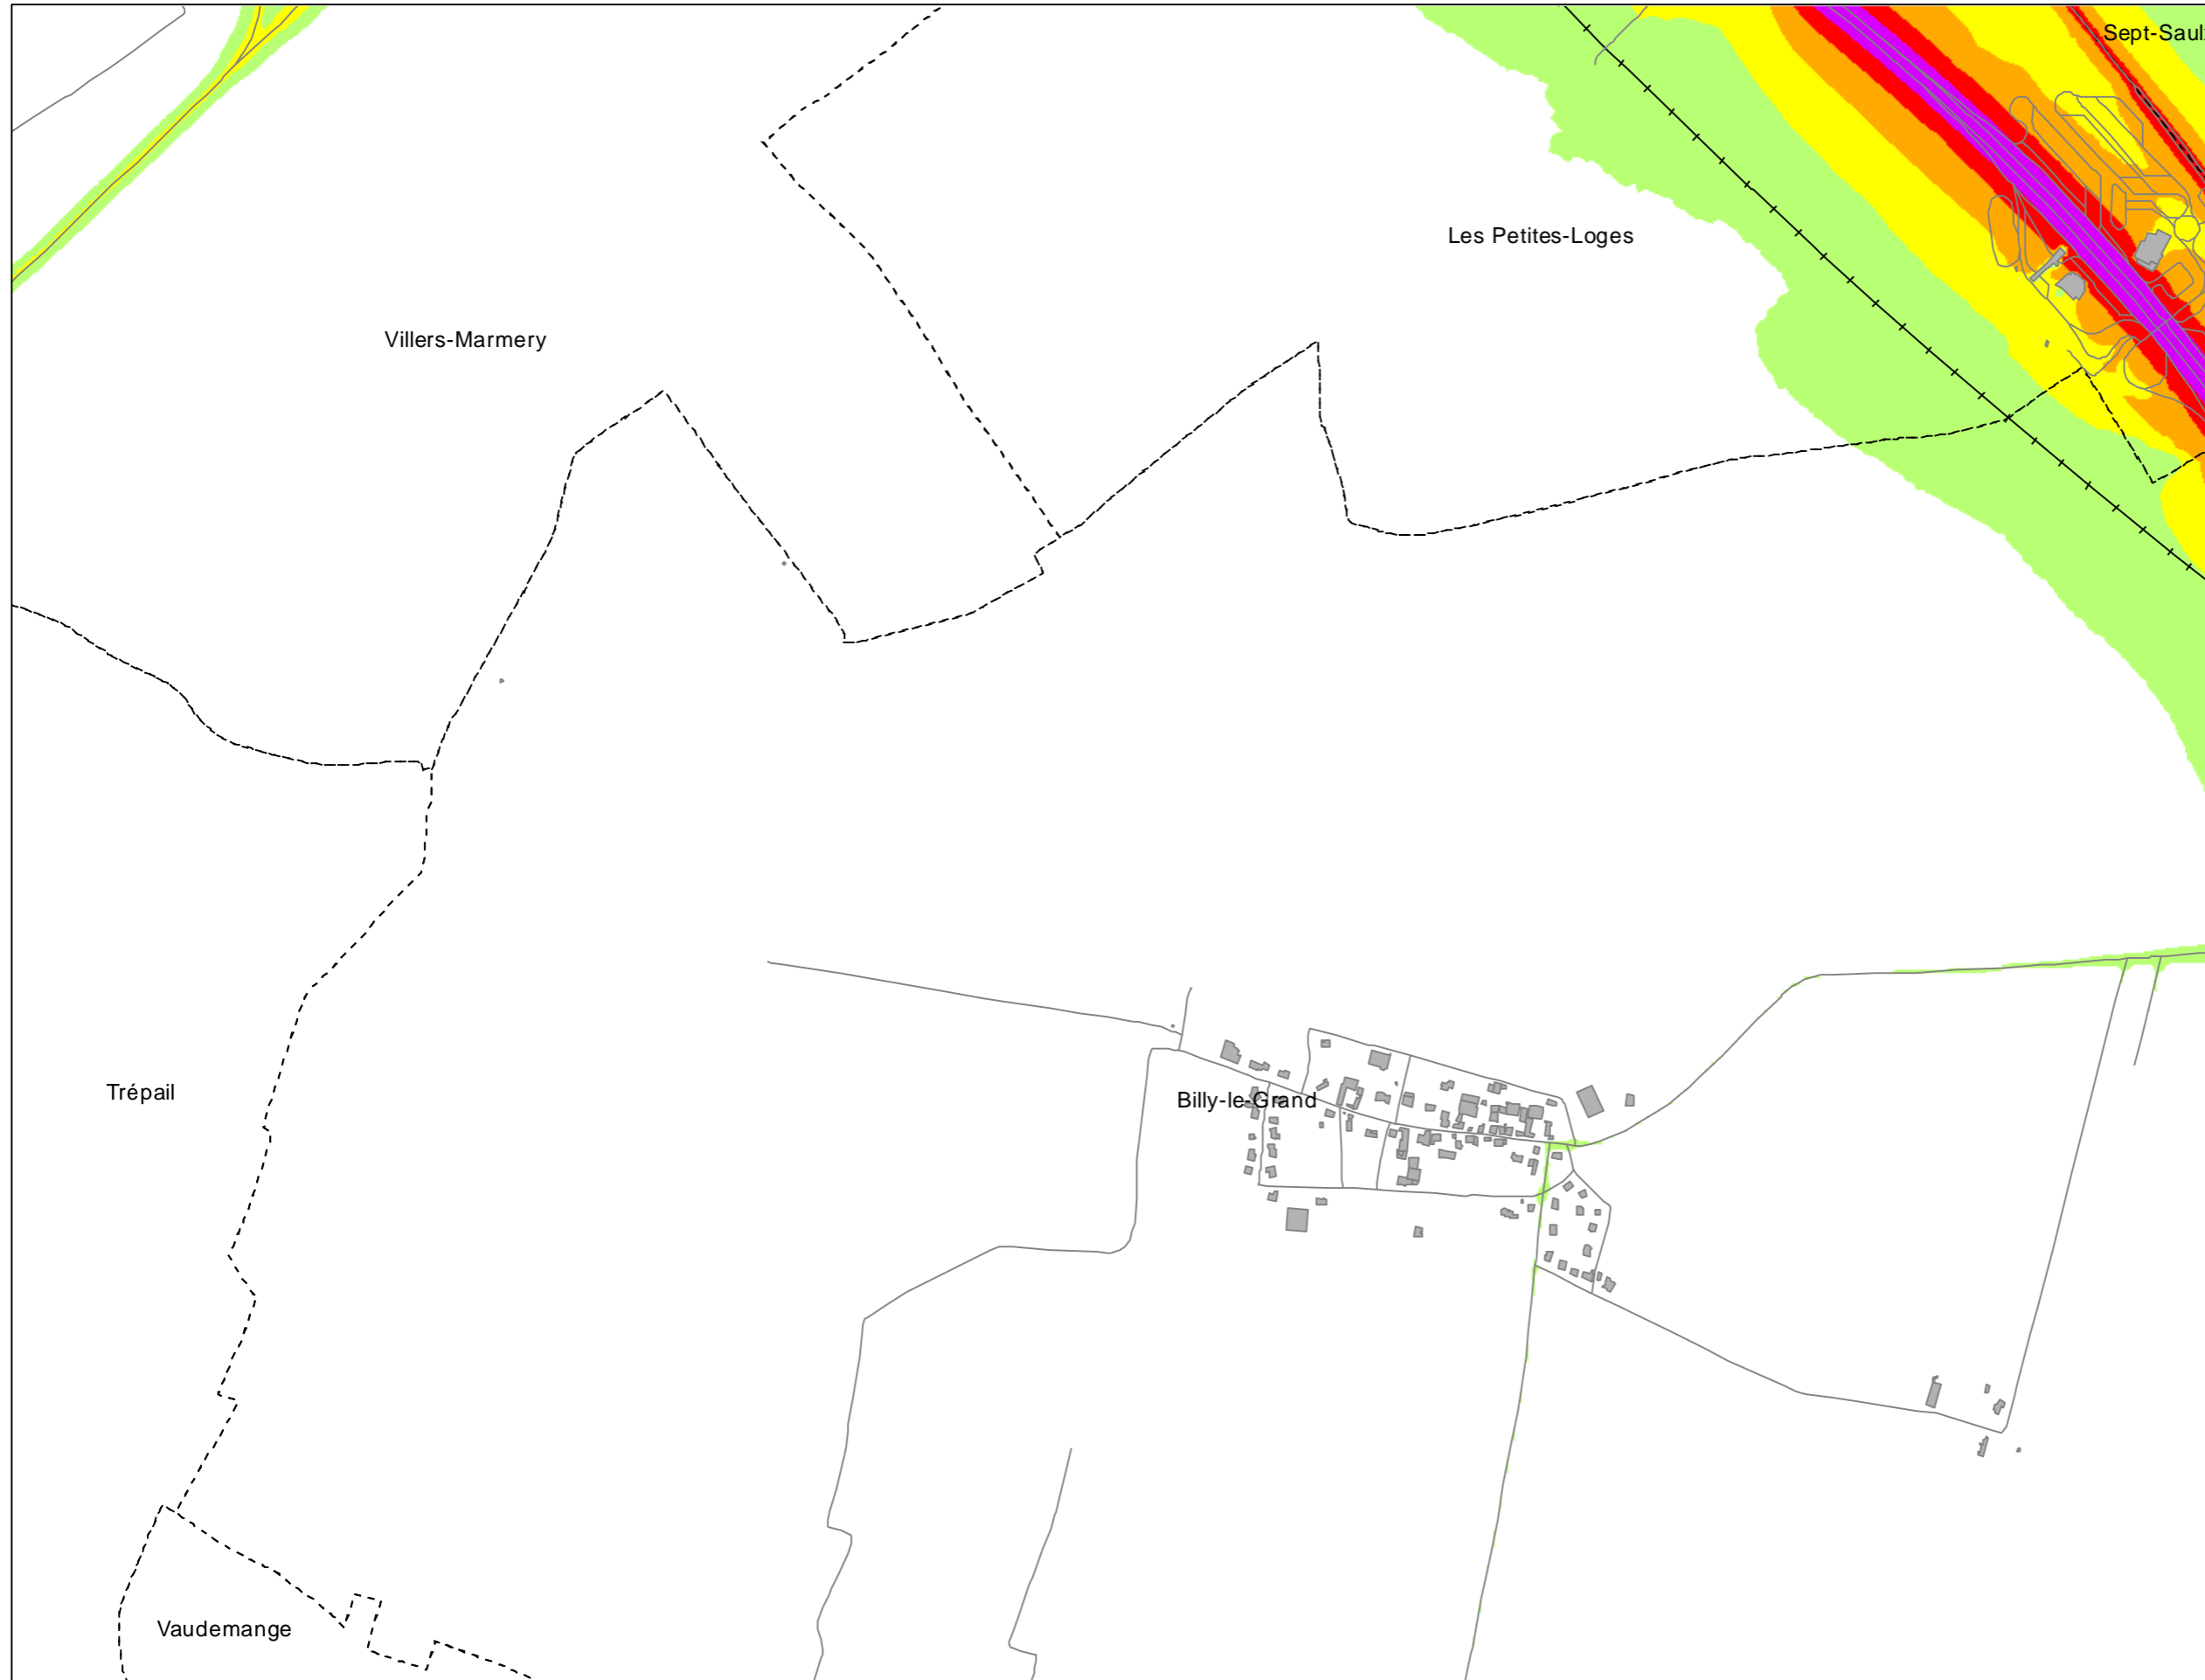 Sept-Saul
Les Petites-Loges
Villers-Marmery
Trépail
Billy-le-Grand
Vaudemange